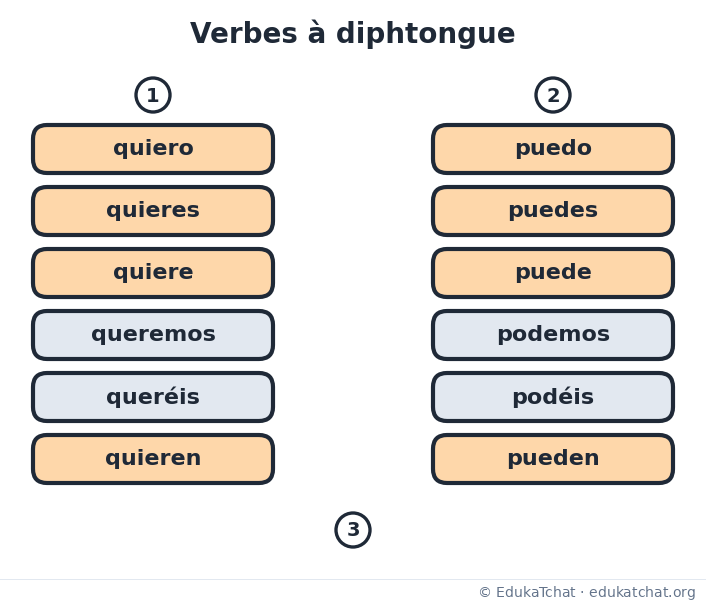 Verbes à diphtongue
1 2
quiero puedo
quieres puedes
quiere puede
queremos podemos
queréis podéis
quieren pueden
3
© EdukaTchat · edukatchat.org